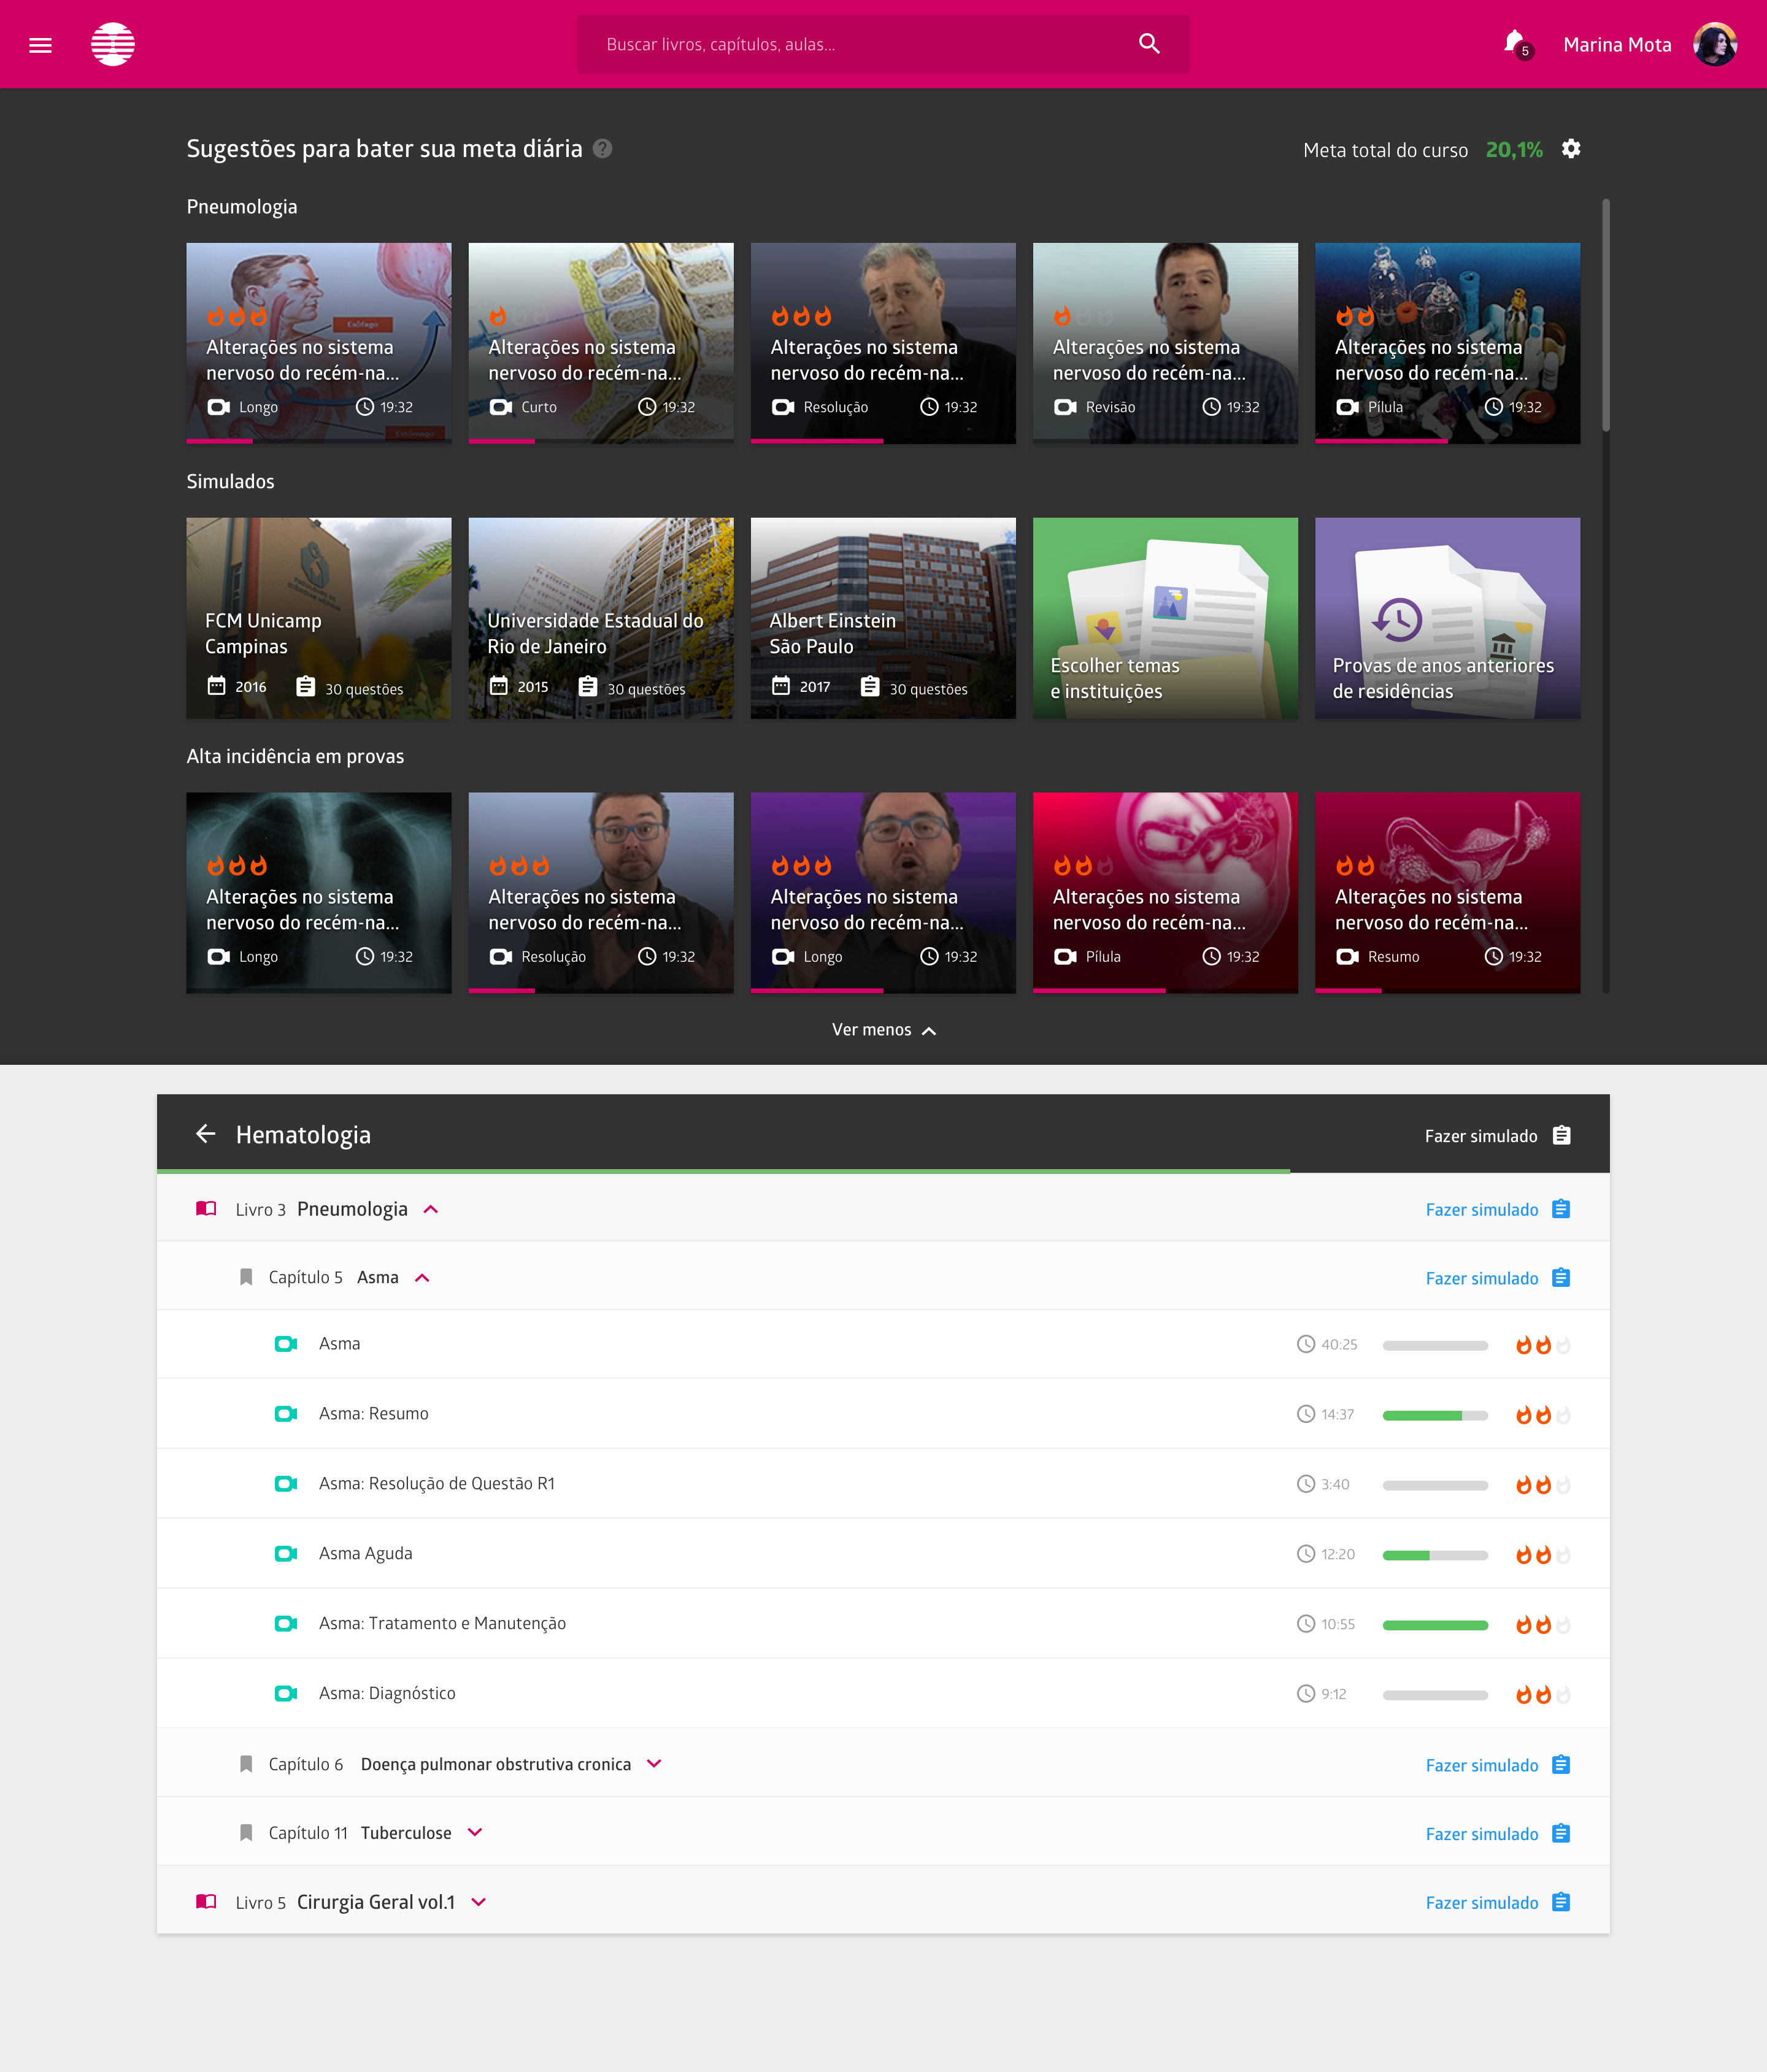 Buscar livros, capítulos, aulas...
5
Marina Mota
Sugestões para bater sua meta diária ?
Meta total do curso 20,1%
Pneumologia
Esôfago
Alterações no sistema
nervoso do recém-na...
Longo 19:32
Estômago
Alterações no sistema
nervoso do recém-na...
Curto 19:32
Alterações no sistema
nervoso do recém-na...
Resolução 19:32
Alterações no sistema
nervoso do recém-na...
Revisão 19:32
Alterações no sistema
nervoso do recém-na...
Pílula 19:32
Simulados
FCM Unicamp
Campinas
2016 30 questões
Universidade Estadual do
Rio de Janeiro
2015 30 questões
Albert Einstein
São Paulo
2017 30 questões
Escolher temas
e instituições
Provas de anos anteriores
de residências
Alta incidência em provas
Alterações no sistema
nervoso do recém-na...
Longo 19:32
Alterações no sistema
nervoso do recém-na...
Resolução 19:32
Alterações no sistema
nervoso do recém-na...
Longo 19:32
Alterações no sistema
nervoso do recém-na...
Pílula 19:32
Alterações no sistema
nervoso do recém-na...
Resumo 19:32
Ver menos
Hematologia Fazer simulado
Livro 3 Pneumologia Fazer simulado
Capítulo 5 Asma Fazer simulado
Asma 40:25
Asma: Resumo 14:37
Asma: Resolução de Questão R1 3:40
Asma Aguda 12:20
Asma: Tratamento e Manutenção 10:55
Asma: Diagnóstico 9:12
Capítulo 6 Doença pulmonar obstrutiva cronica Fazer simulado
Capítulo 11 Tuberculose Fazer simulado
Livro 5 Cirurgia Geral vol.1 Fazer simulado